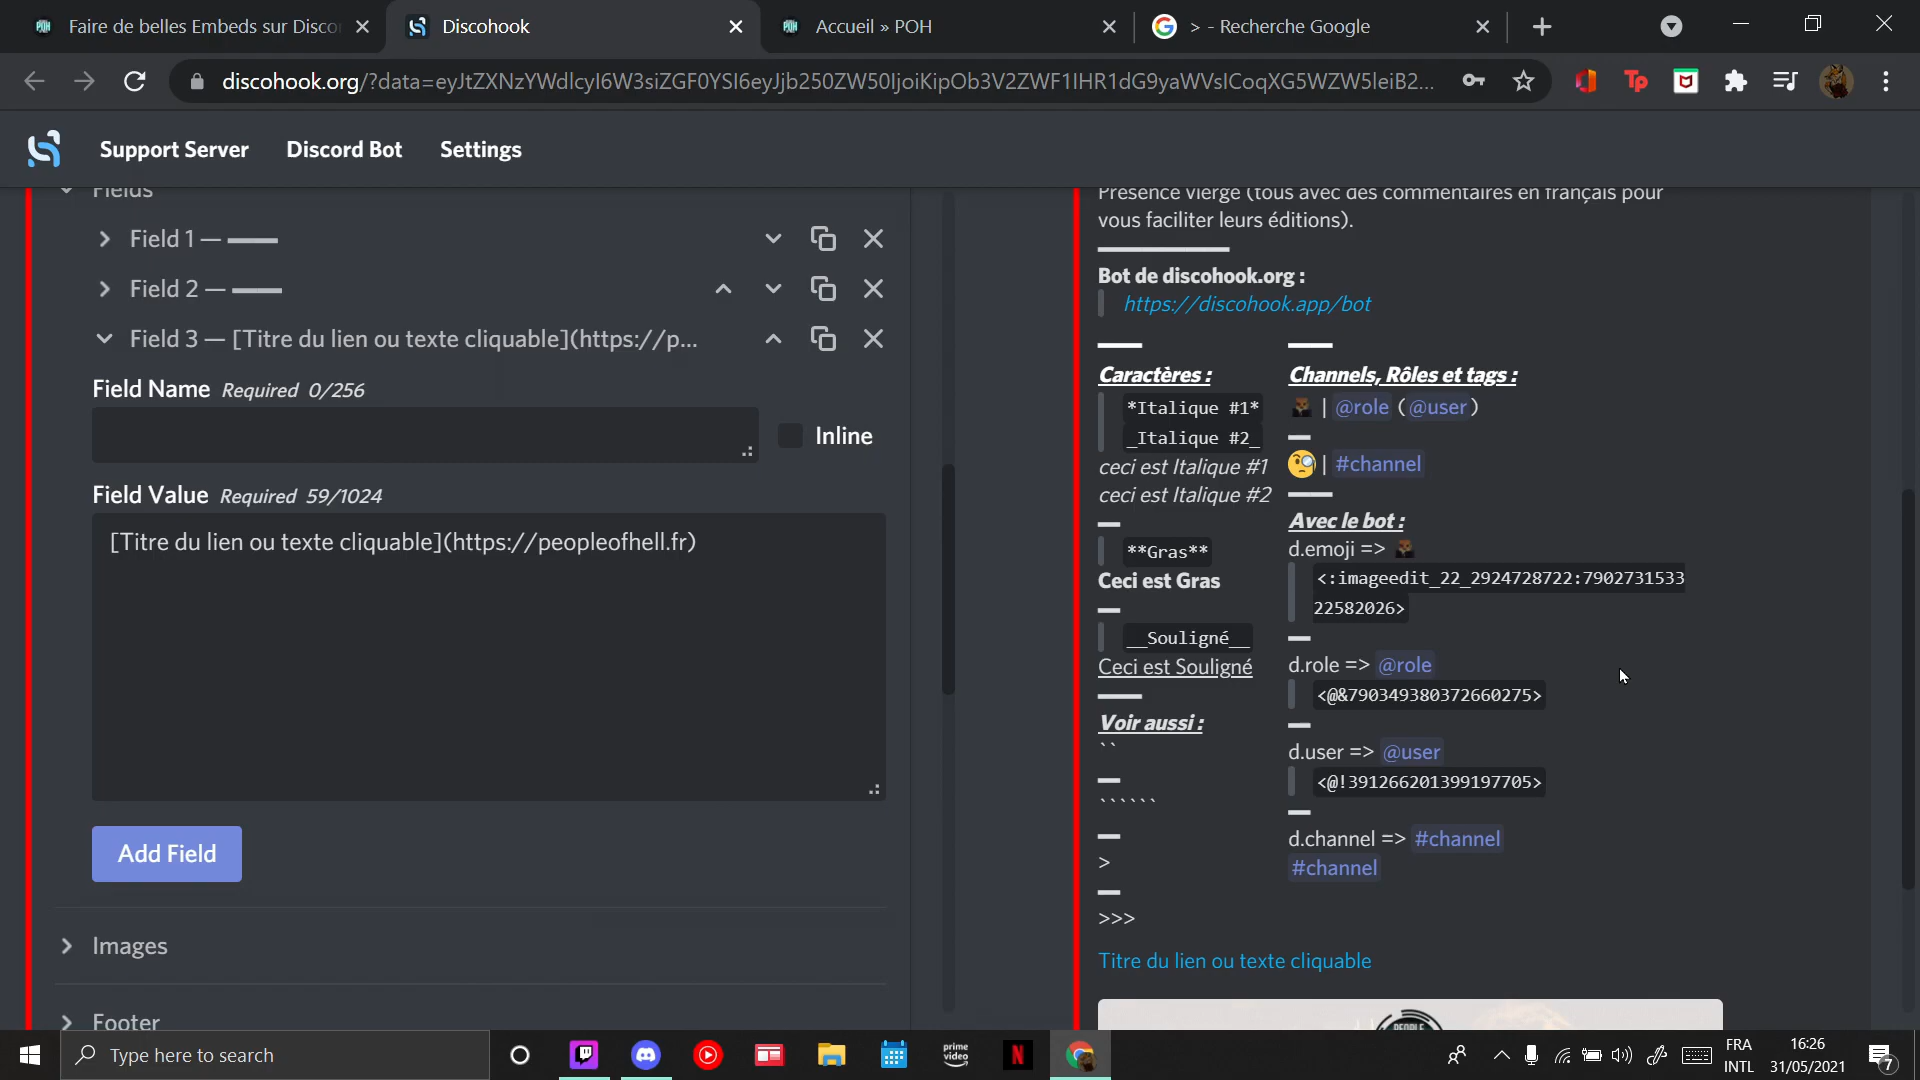 Faire de belles Embeds sur Disco
Discohook
Accueil » POH
> - Recherche Google
discohook.org/?data=eyJtZXNzYWdlcyI6W3siZGF0YSI6eyJjb250ZW50IjoiKipOb3V2ZWF1IHR1dG9yaWVsICoqXG5WZW5leiB2...
Support Server
Discord Bot
Settings
Fields
Field 1 —
Field 2 —
Field 3 — [Titre du lien ou texte cliquable](https://p...
Field Name Required 0/256
Inline
Field Value Required 59/1024
[Titre du lien ou texte cliquable](https://peopleofhell.fr)
Add Field
Images
Footer
Présence vierge (tous avec des commentaires en français pour
vous faciliter leurs éditions).
Bot de discohook.org :
https://discohook.app/bot
Caractères :
*Italique #1*
_Italique #2_
ceci est Italique #1
ceci est Italique #2
**Gras**
Ceci est Gras
__Souligné__
Ceci est Souligné
Voir aussi :
``
``````
>
>>>
Channels, Rôles et tags :
| @role (@user)
| #channel
Avec le bot :
d.emoji =>
<:imageedit_22_2924728722:7902731533
22582026>
d.role => @role
<@&790349380372660275>
d.user => @user
<@!391266201399197705>
d.channel => #channel
#channel
Titre du lien ou texte cliquable
PEOPLE
Type here to search
prime
video
FRA
INTL
16:26
31/05/2021
7